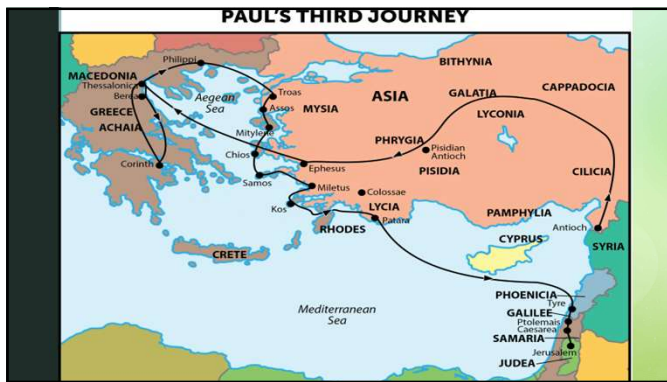 PAUL'S THIRD JOURNEY
Philippi
BITHYNIA
MACEDONIA
Thessalonica
Troas
CAPPADOCIA
Berea
Aegean
Sea
Assos
MYSIA
ASIA
GALATIA
GREECE
LYCONIA
ACHAIA
Mitylene
PHRYGIA
Chios
Pisidian
Antioch
Corinth
Ephesus
PISIDIA
CILICIA
Samos
Miletus
Colossae
Kos
LYCIA
PAMPHYLIA
Patara
Antioch
RHODES
CYPRUS
SYRIA
CRETE
PHOENICIA
Tyre
Mediterranean
Sea
GALILEE
Ptolemais
Caesarea
SAMARIA
Jerusalem
JUDEA